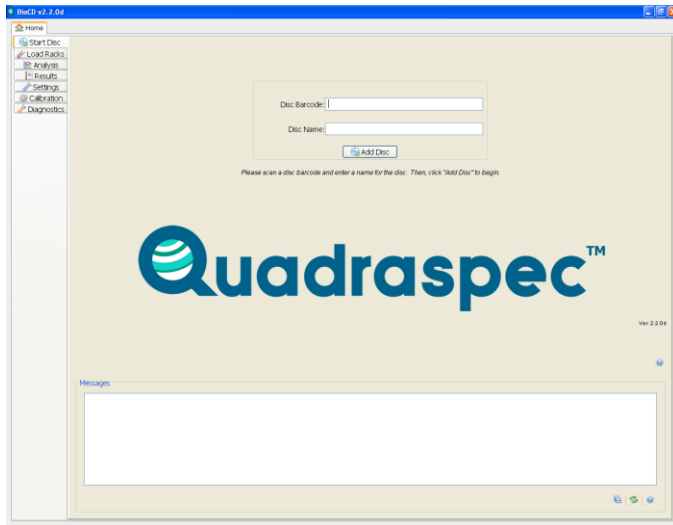 BioCD v2.2.0d
Home
Start Disc
Load Racks
Analysis
Results
Settings
Calibration
Diagnostics
Disc Barcode:
Disc Name:
Add Disc
Please scan a disc barcode and enter a name for the disc. Then, click "Add Disc" to begin.
Quadraspec™
Ver. 2.2.0d
Messages